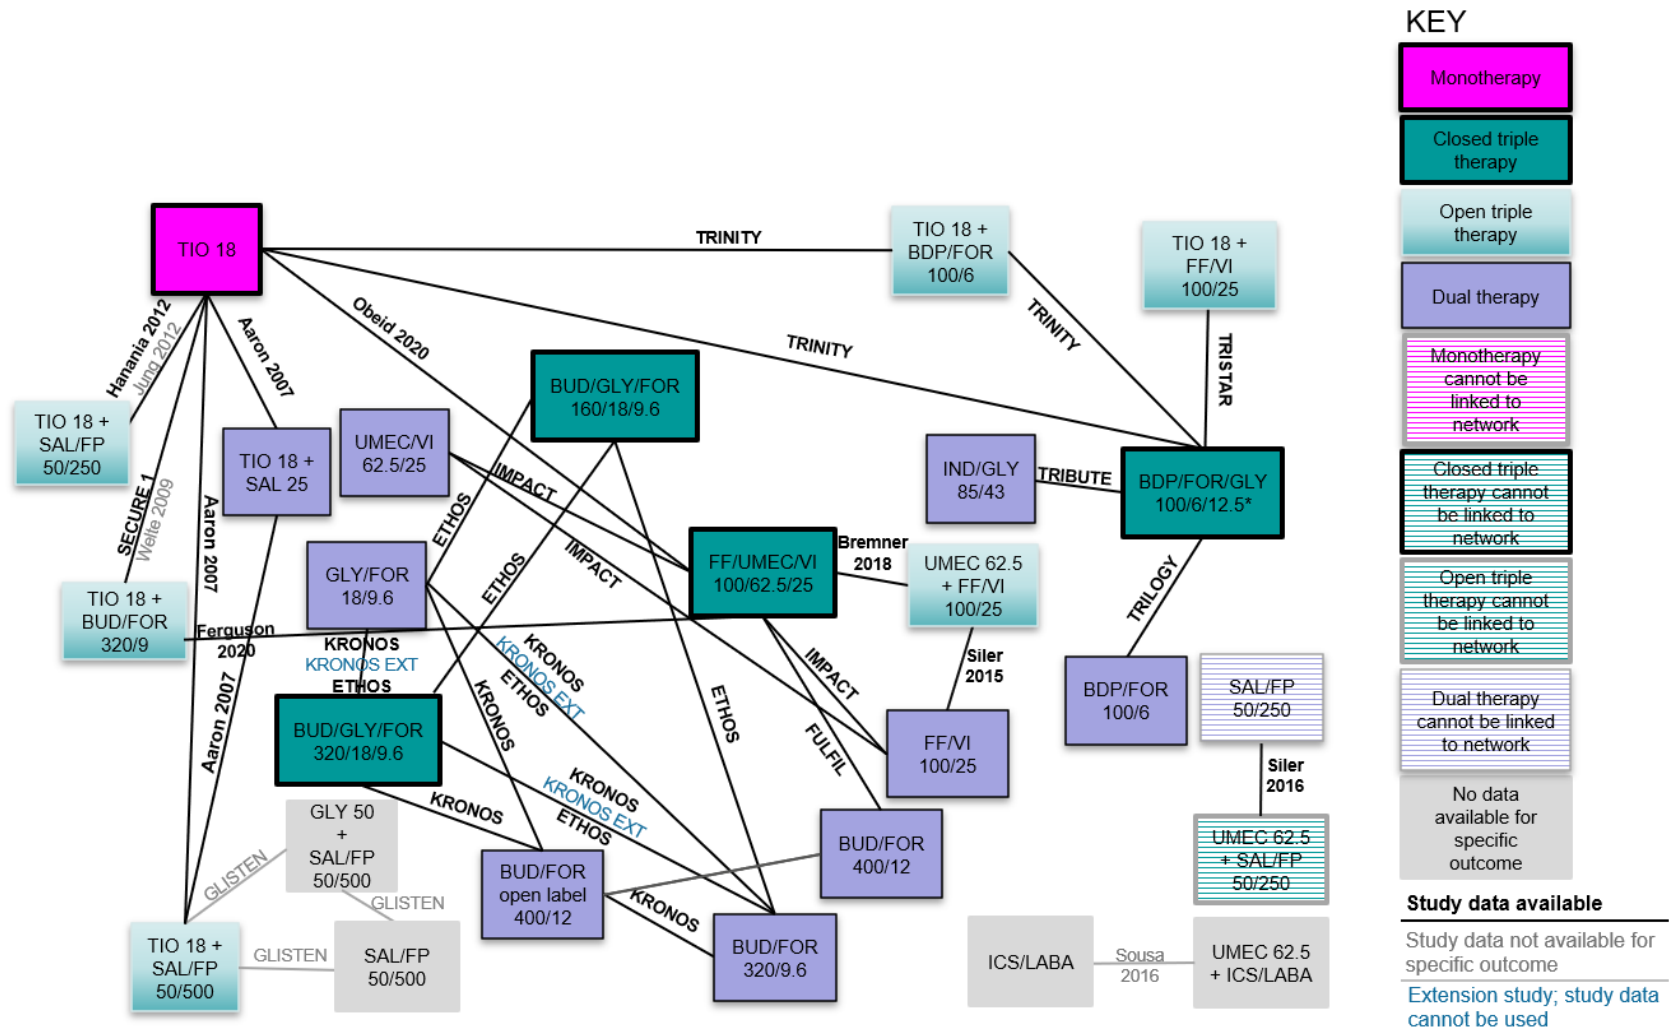 KEY
Monotherapy
Closed triple
therapy
Open triple
therapy
Dual therapy
Monotherapy
cannot be
linked to
network
Closed triple
therapy cannot
be linked to
network
Open triple
therapy cannot
be linked to
network
Dual therapy
cannot be linked
to network
No data
available for
specific
outcome
Study data available
Study data not available for
specific outcome
Extension study; study data
cannot be used
TIO 18
TRINITY
TIO 18 +
BDP/FOR
100/6
TIO 18 +
FF/VI
100/25
Hanania 2012
Jung 2012
Aaron 2007
Obeid 2020
TRINITY
TRINITY
TRISTAR
TIO 18 +
SAL/FP
50/250
TIO 18 +
SAL 25
UMEC/VI
62.5/25
BUD/GLY/FOR
160/18/9.6
IND/GLY
85/43
TRIBUTE
BDP/FOR/GLY
100/6/12.5*
SECURE 1
Welte 2009
Aaron 2007
ETHOS
IMPACT
IMPACT
ETHOS
GLY/FOR
18/9.6
FF/UMEC/VI
100/62.5/25
Bremner
2018
UMEC 62.5
+ FF/VI
100/25
TRILOGY
TIO 18 +
BUD/FOR
320/9
Ferguson
2020
KRONOS
KRONOS EXT
ETHOS
KRONOS
KRONOS EXT
ETHOS
IMPACT
Siler
2015
Aaron 2007
KRONOS
ETHOS
FULFIL
BDP/FOR
100/6
SAL/FP
50/250
BUD/GLY/FOR
320/18/9.6
FF/VI
100/25
Siler
2016
KRONOS
KRONOS
KRONOS EXT
ETHOS
GLY 50
+
SAL/FP
50/500
BUD/FOR
400/12
UMEC 62.5
+ SAL/FP
50/250
GLISTEN
GLISTEN
BUD/FOR
open label
400/12
KRONOS
TIO 18 +
SAL/FP
50/500
GLISTEN
SAL/FP
50/500
BUD/FOR
320/9.6
ICS/LABA
Sousa
2016
UMEC 62.5
+ ICS/LABA